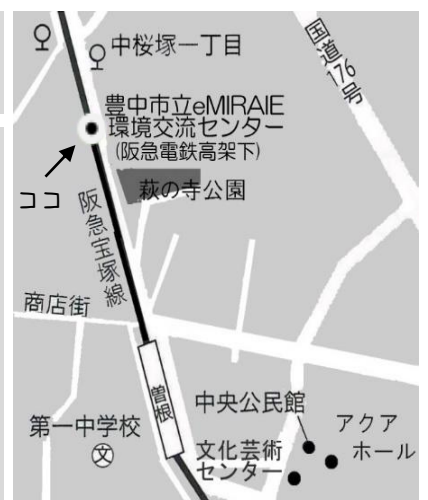 中桜塚一丁目
国道176号
豊中市立eMIRAIE
環境交流センター
(阪急電鉄高架下)
ココ
萩の寺公園
阪急宝塚線
商店街
曽根
中央公民館
第一中学校
文
アクア
ホール
文化芸術
センター